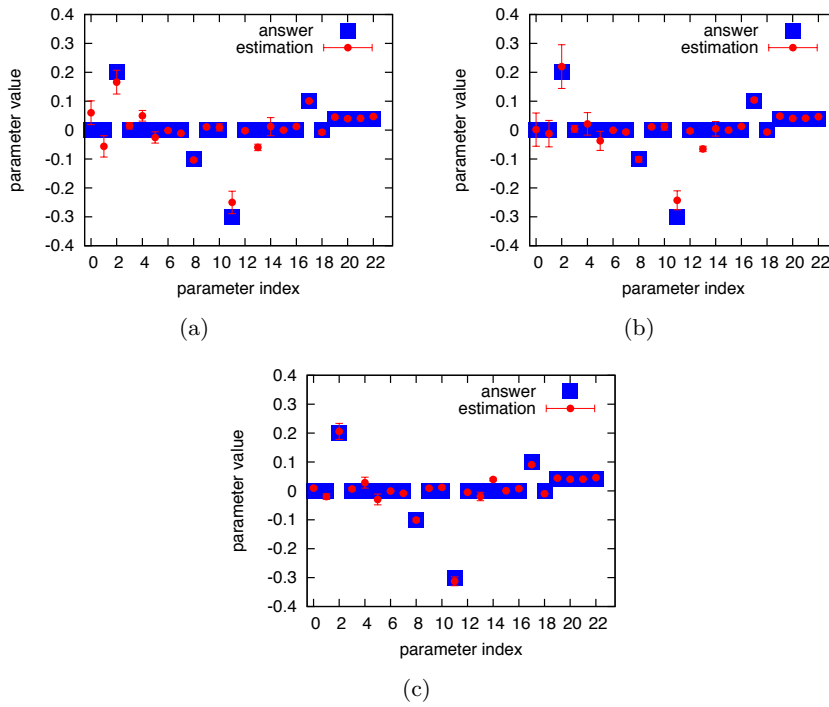 0.4
0.3
0.2
0.1
0
-0.1
-0.2
-0.3
-0.4
parameter value
answer
estimation
0 2 4 6 8 10 12 14 16 18 20 22
parameter index
(a)
0.4
0.3
0.2
0.1
0
-0.1
-0.2
-0.3
-0.4
parameter value
answer
estimation
0 2 4 6 8 10 12 14 16 18 20 22
parameter index
(b)
0.4
0.3
0.2
0.1
0
-0.1
-0.2
-0.3
-0.4
parameter value
answer
estimation
0 2 4 6 8 10 12 14 16 18 20 22
parameter index
(c)